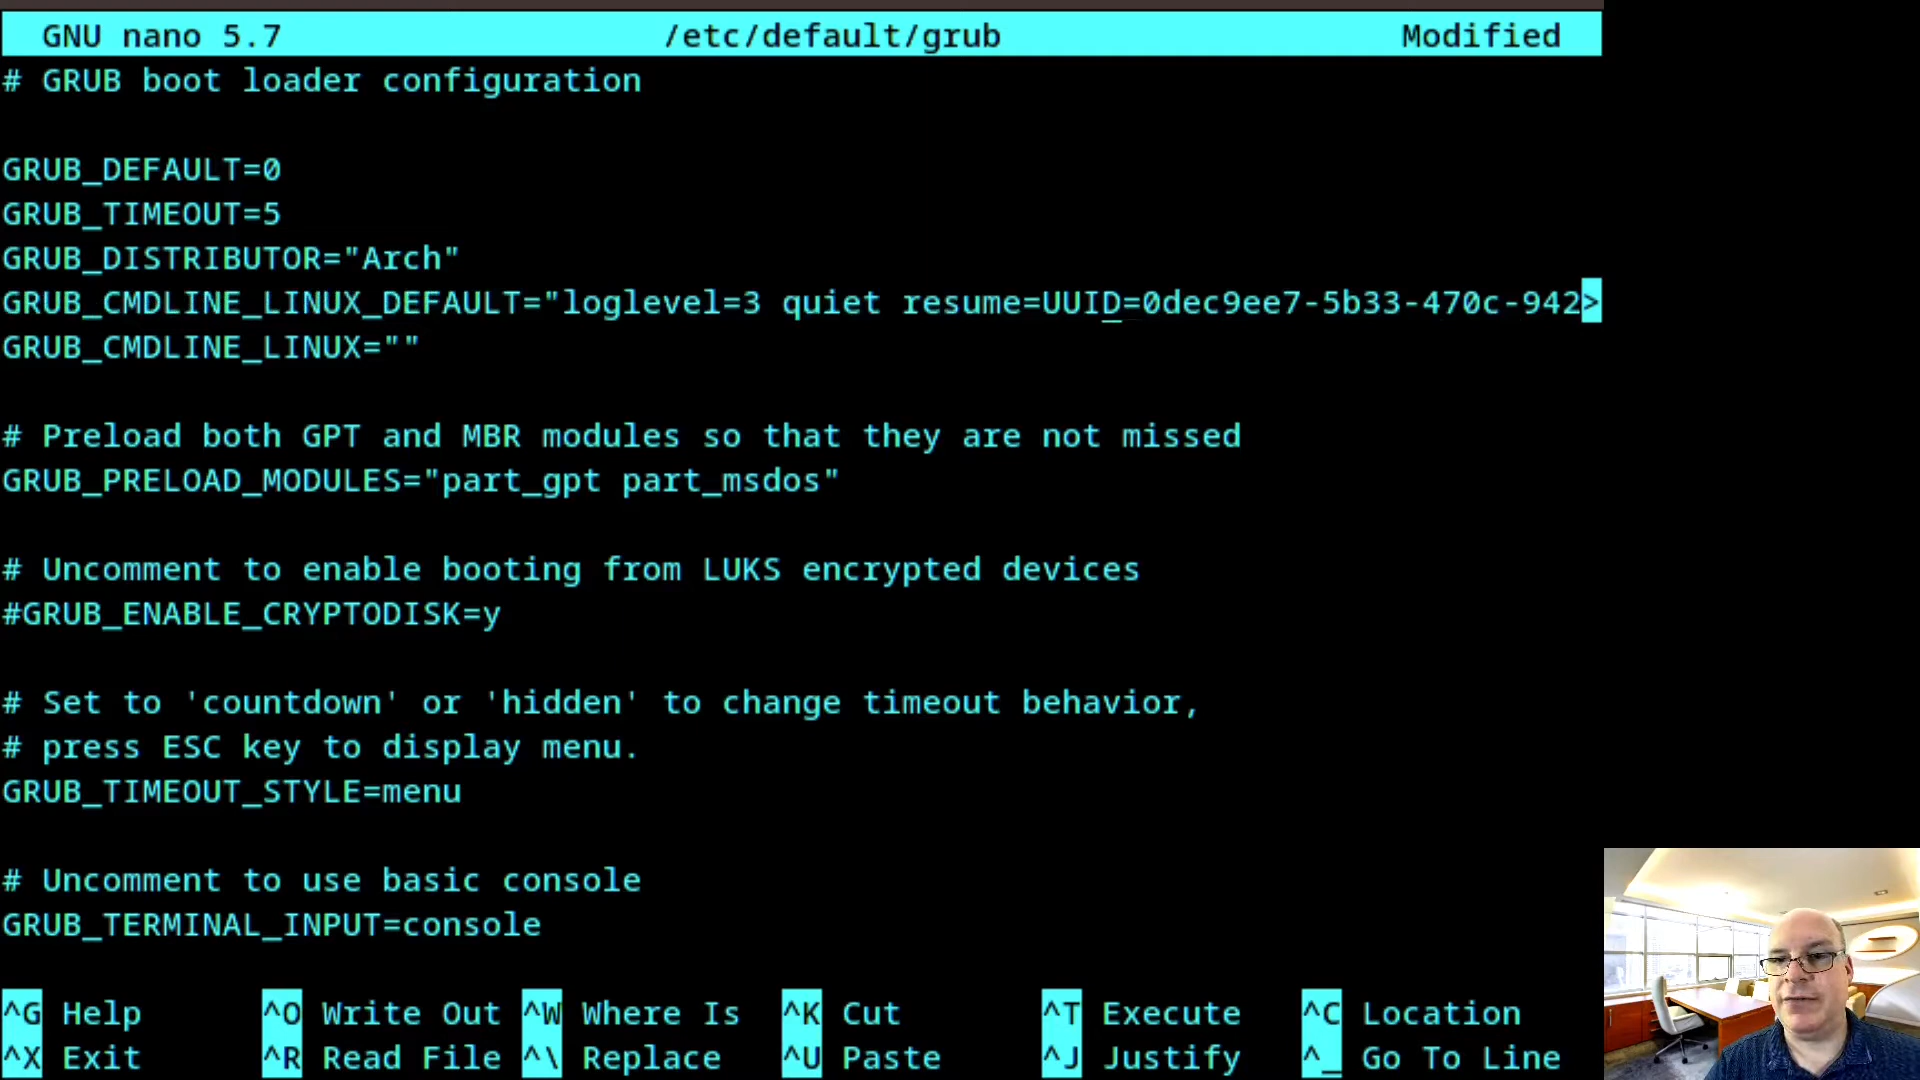 GNU nano 5.7 /etc/default/grub Modified
# GRUB boot loader configuration
GRUB_DEFAULT=0
GRUB_TIMEOUT=5
GRUB_DISTRIBUTOR="Arch"
GRUB_CMDLINE_LINUX_DEFAULT="loglevel=3 quiet resume=UUID=0dec9ee7-5b33-470c-942>
GRUB_CMDLINE_LINUX=""
# Preload both GPT and MBR modules so that they are not missed
GRUB_PRELOAD_MODULES="part_gpt part_msdos"
# Uncomment to enable booting from LUKS encrypted devices
#GRUB_ENABLE_CRYPTODISK=y
# Set to 'countdown' or 'hidden' to change timeout behavior,
# press ESC key to display menu.
GRUB_TIMEOUT_STYLE=menu
# Uncomment to use basic console
GRUB_TERMINAL_INPUT=console
^G Help ^O Write Out ^W Where Is ^K Cut ^T Execute ^C Location
^X Exit ^R Read File ^\ Replace ^U Paste ^J Justify ^_ Go To Line